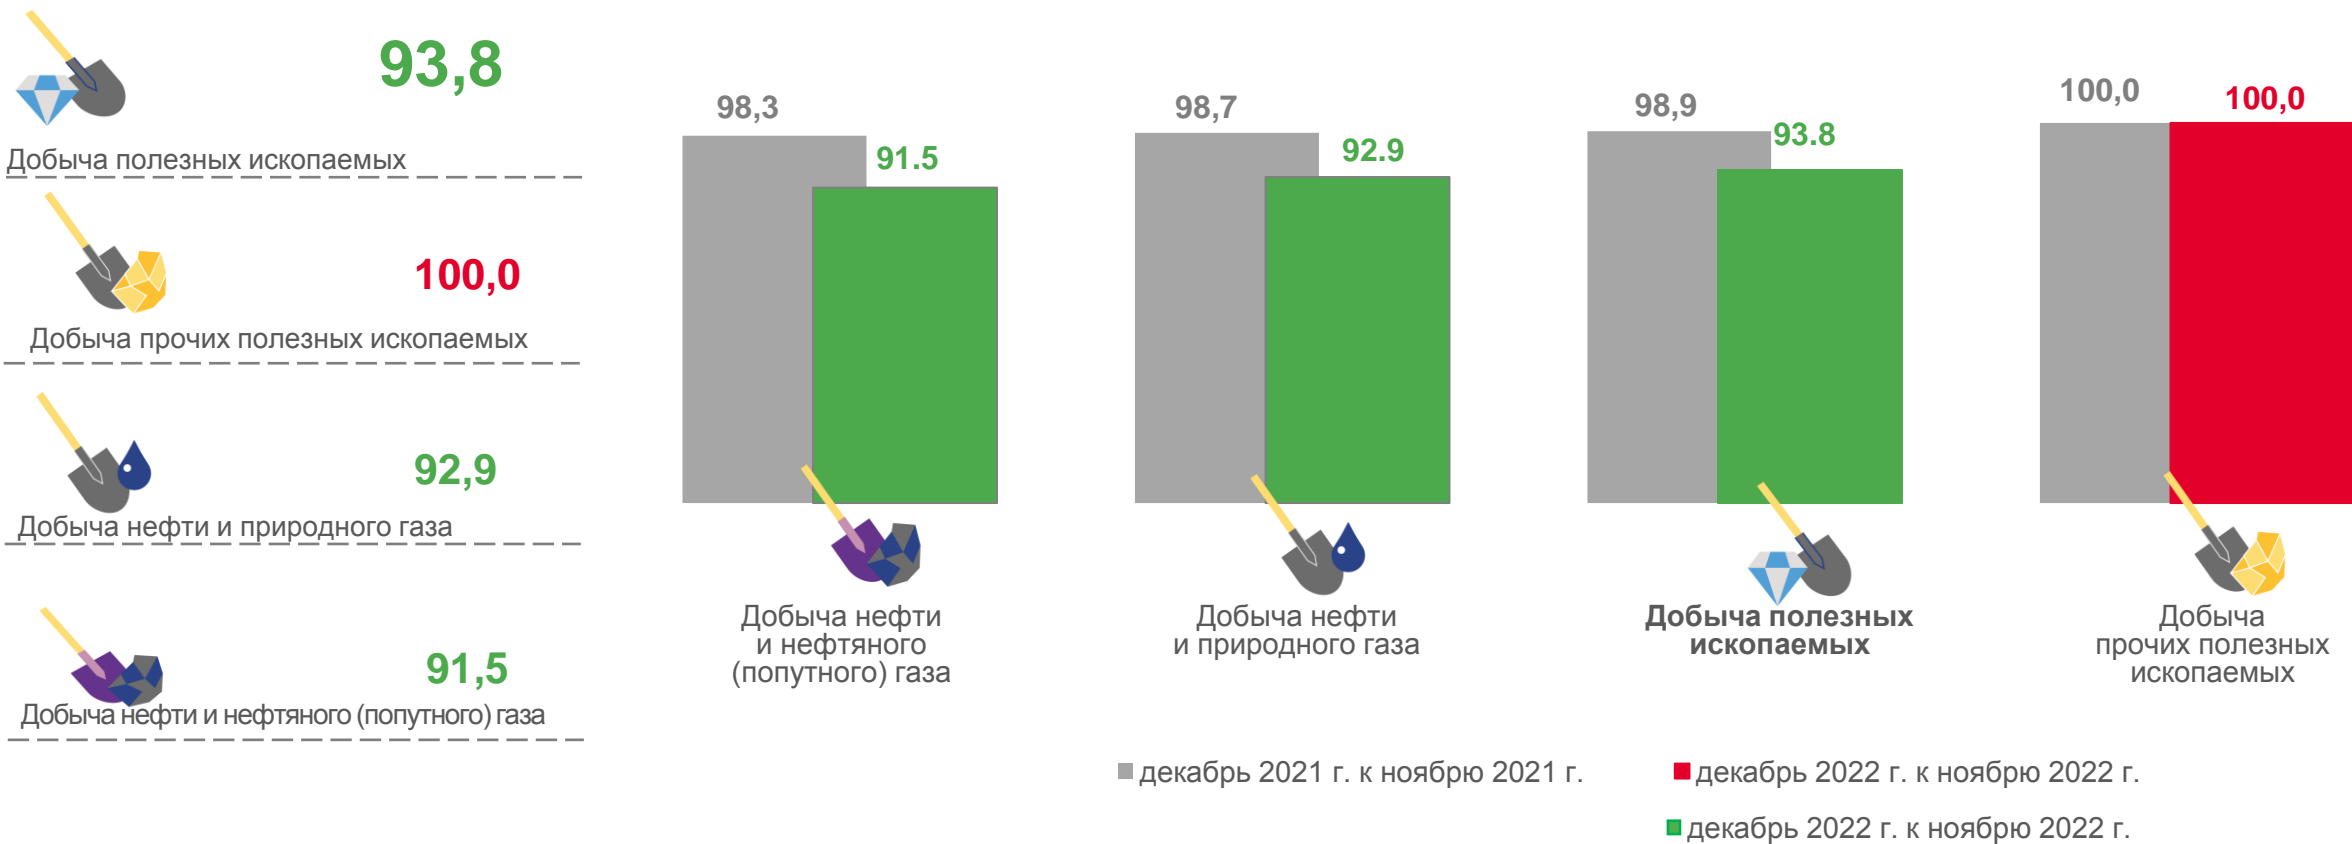 93,8
Добыча полезных ископаемых
100,0
Добыча прочих полезных ископаемых
92,9
Добыча нефти и природного газа
91,5
Добыча нефти и нефтяного (попутного) газа
98,3
91.5
98,7
92.9
98,9
93.8
100,0
100,0
Добыча нефти
и нефтяного
(попутного) газа
Добыча нефти
и природного газа
Добыча полезных
ископаемых
Добыча
прочих полезных
ископаемых
декабрь 2021 г. к ноябрю 2021 г.
декабрь 2022 г. к ноябрю 2022 г.
декабрь 2022 г. к ноябрю 2022 г.